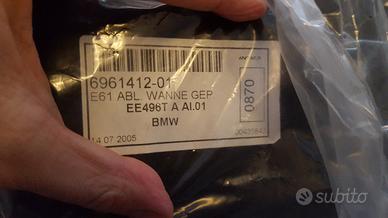 6961412-01
E61 ABL. WANNE GEP
EE496T A AI.01
BMW
14 07 2005
0870
subito